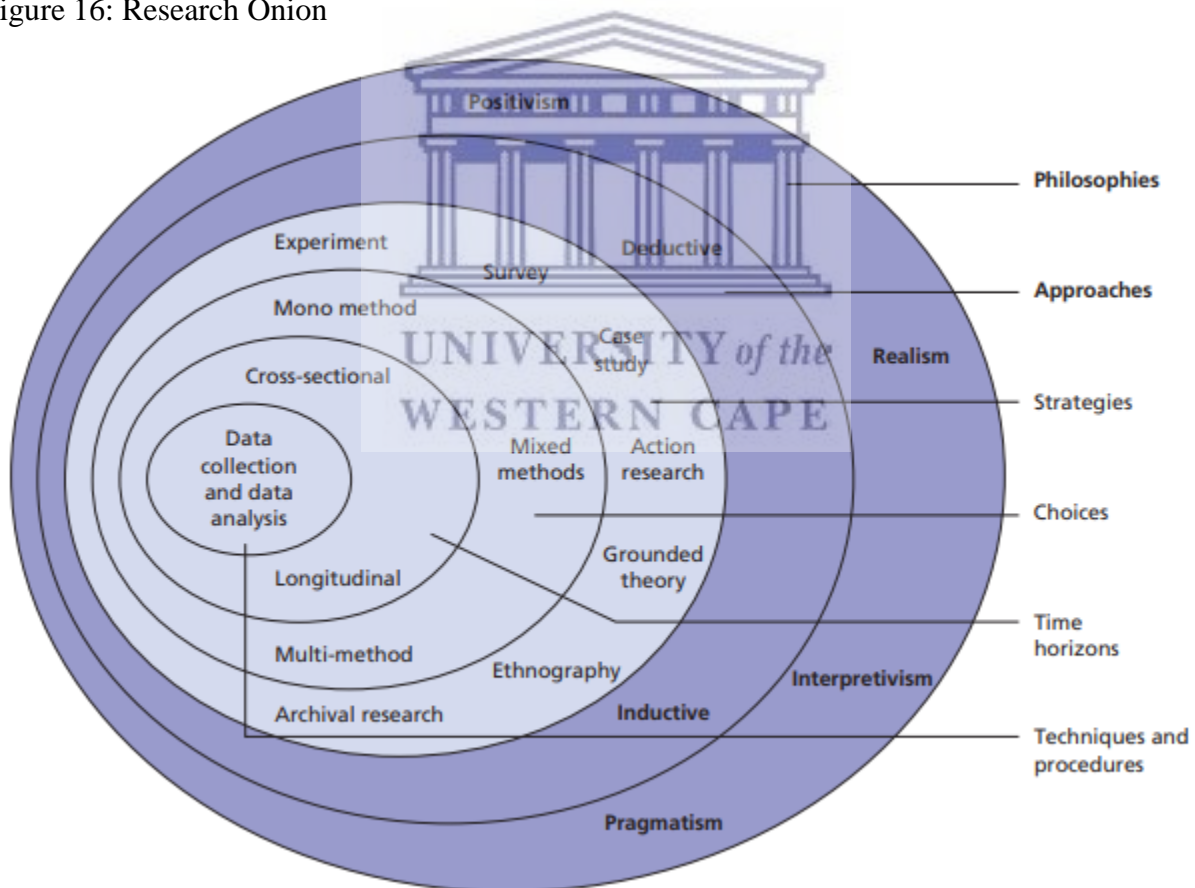 igure 16: Research Onion
Positivism
Philosophies
Experiment
Deductive
Survey
Approaches
Mono method
UNIVERSITY of the
Case
study
Realism
Cross-sectional
Strategies
WESTERN CAPE
Data
collection
and data
analysis
Mixed
methods
Action
research
Choices
Grounded
theory
Longitudinal
Time
horizons
Multi-method
Ethnography
Interpretivism
Archival research
Inductive
Techniques and
procedures
Pragmatism